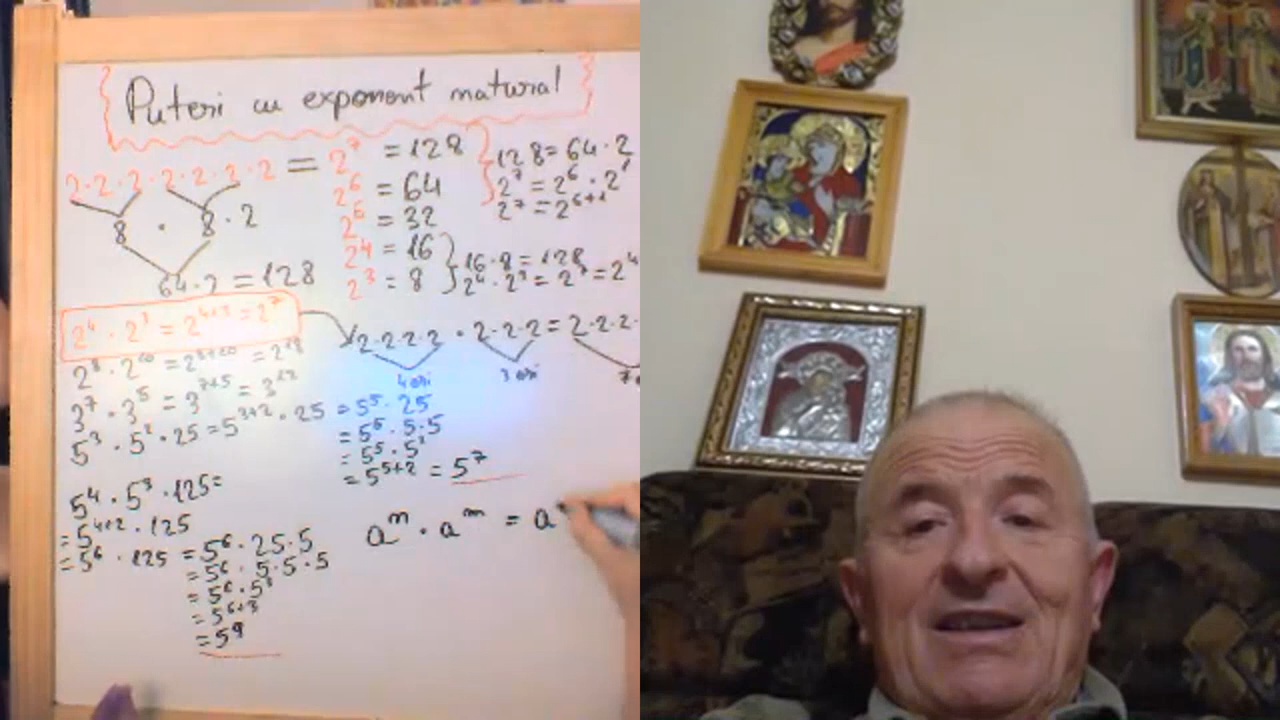 Puteri cu exponent natural
2·2·2·2·2·2·2 = 2⁷ = 128
8 · 8 · 2
64·2 = 128
2⁶ = 64
2⁵ = 32
2⁴ = 16
2³ = 8
128 = 64·2
2⁷ = 2⁶ · 2¹
2⁷ = 2⁶⁺¹
16·8 = 128
2⁴ · 2³ = 2⁷ = 2⁴
2⁴ · 2³ = 2⁴⁺³ = 2⁷
2·2·2·2 · 2·2·2 = 2·2·2·
4 ori
3 ori
3⁷ · 3⁵ = 3⁷⁺⁵ = 3¹²
5³ · 5² · 25 = 5³⁺² · 25 = 5⁵ · 25
= 5⁵ · 5·5
= 5⁵ · 5²
= 5⁵⁺² = 5⁷
5⁴ · 5³ · 125 =
= 5⁴⁺² · 125
= 5⁶ · 125 = 5⁶ · 25·5
= 5⁶ · 5·5·5
= 5⁶ · 5³
= 5⁶⁺³
= 5⁹
aᵐ · aⁿ = a